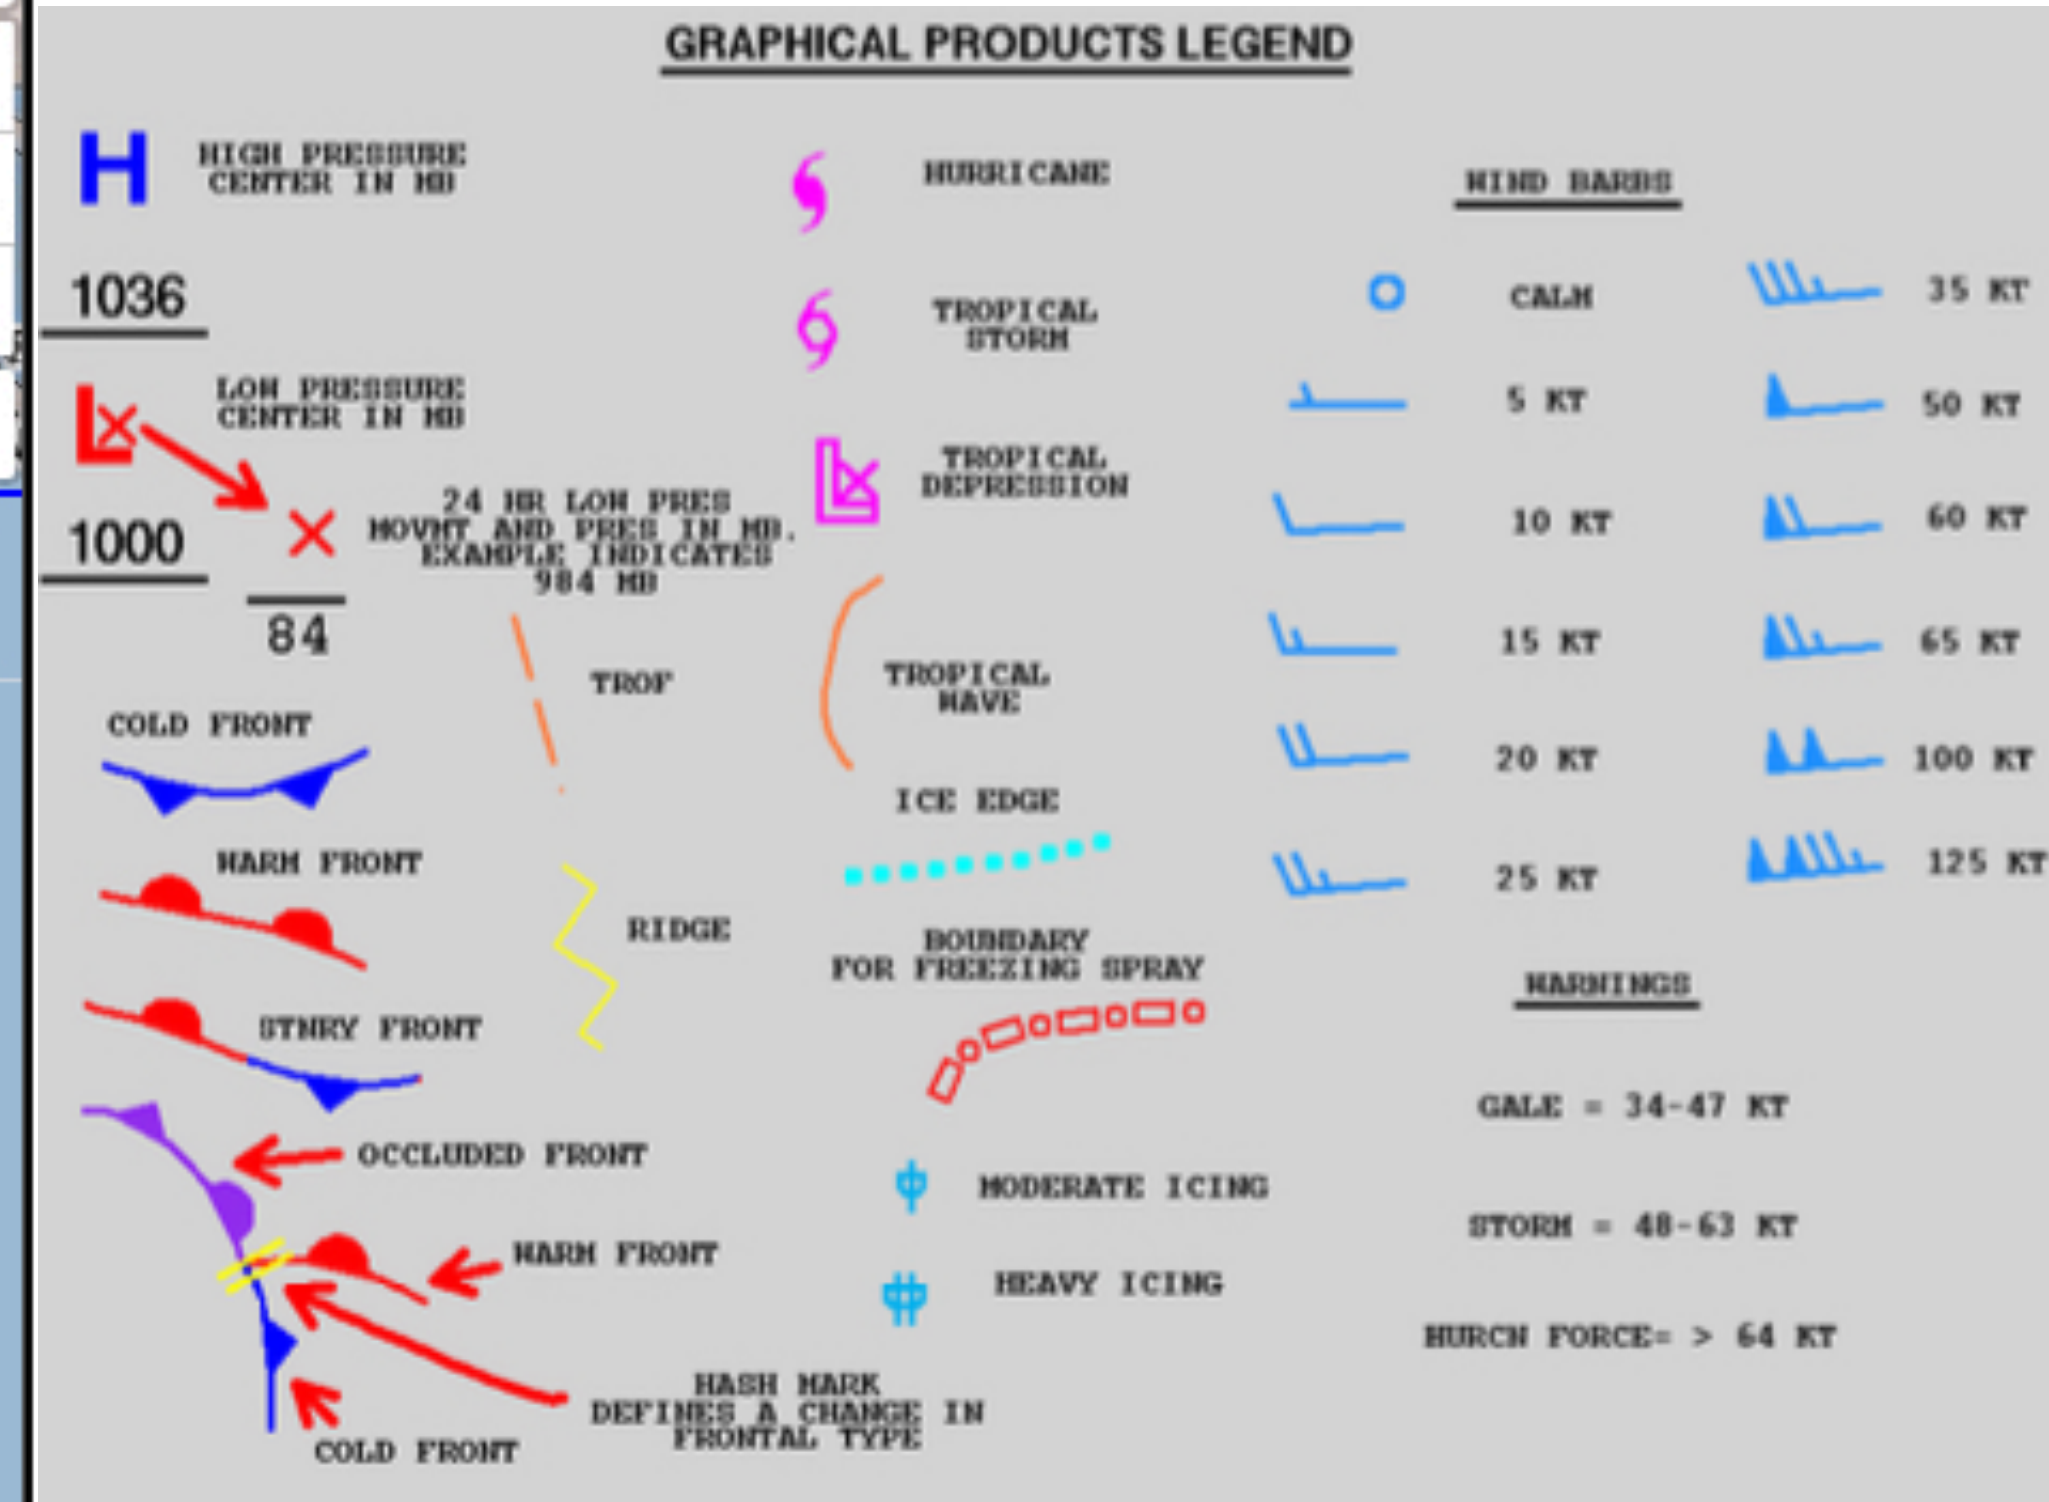 GRAPHICAL PRODUCTS LEGEND
HIGH PRESSURE
CENTER IN MB
1036
LOW PRESSURE
CENTER IN MB
1000
24 HR LOW PRES
MOVMT AND PRES IN MB.
EXAMPLE INDICATES
984 MB
84
TROF
COLD FRONT
WARM FRONT
RIDGE
STNRY FRONT
OCCLUDED FRONT
WARM FRONT
HASH MARK
DEFINES A CHANGE IN
FRONTAL TYPE
COLD FRONT
HURRICANE
TROPICAL
STORM
TROPICAL
DEPRESSION
TROPICAL
WAVE
ICE EDGE
BOUNDARY
FOR FREEZING SPRAY
MODERATE ICING
HEAVY ICING
WIND BARBS
CALM
5 KT
10 KT
15 KT
20 KT
25 KT
35 KT
50 KT
60 KT
65 KT
100 KT
125 KT
WARNINGS
GALE = 34-47 KT
STORM = 48-63 KT
HURCN FORCE= > 64 KT